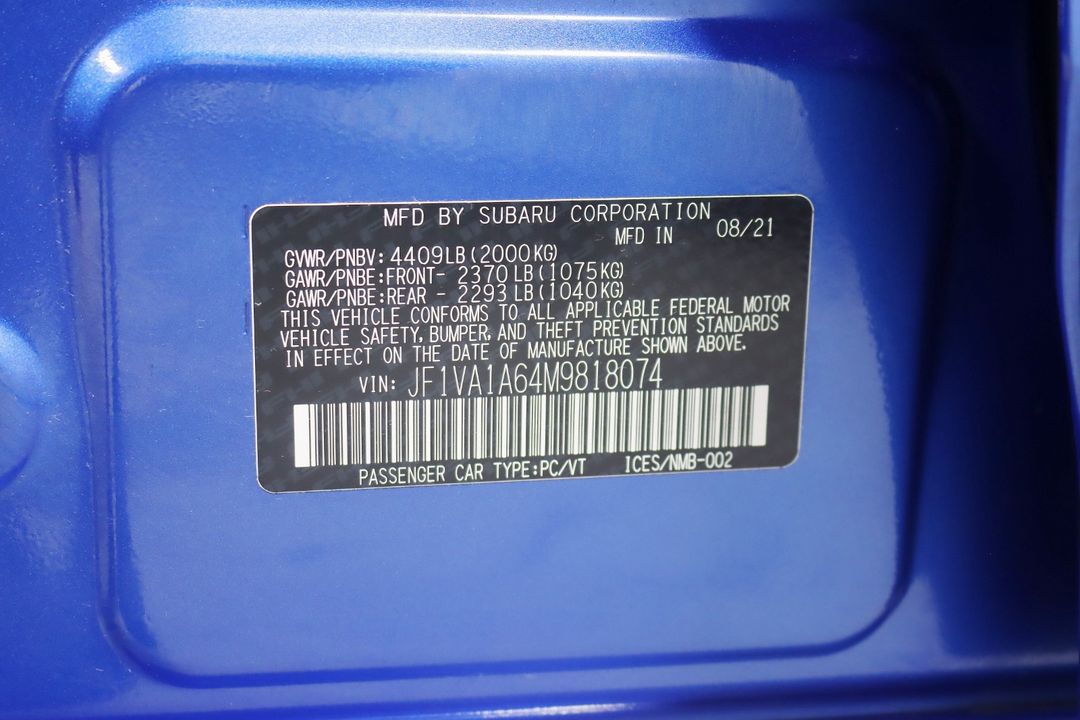 MFD BY SUBARU CORPORATION
MFD IN 08/21
GVWR/PNBV: 4409LB(2000KG)
GAWR/PNBE:FRONT- 2370LB(1075KG)
GAWR/PNBE:REAR - 2293LB(1040KG)
THIS VEHICLE CONFORMS TO ALL APPLICABLE FEDERAL MOTOR
VEHICLE SAFETY, BUMPER, AND THEFT PREVENTION STANDARDS
IN EFFECT ON THE DATE OF MANUFACTURE SHOWN ABOVE.
VIN: JF1VA1A64M9818074
PASSENGER CAR TYPE:PC/VT ICES/NMB-002